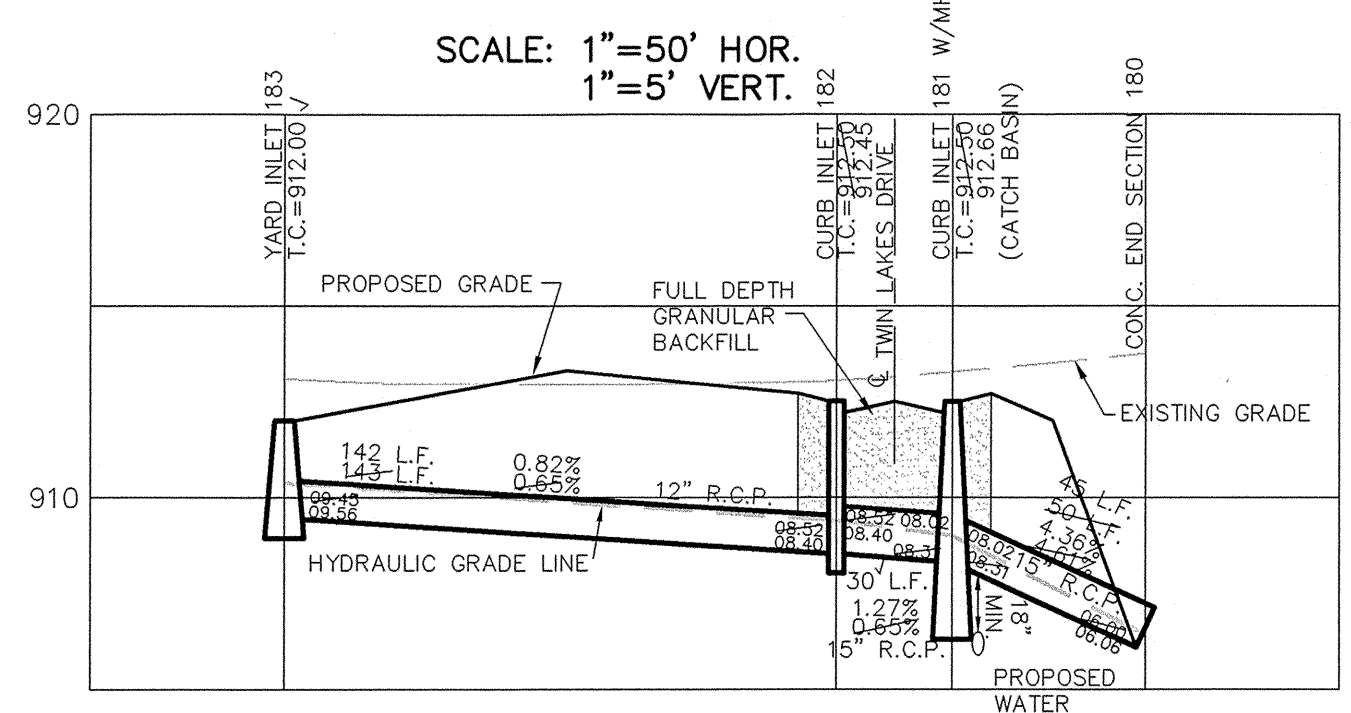 SCALE: 1"=50' HOR.
1"=5' VERT.
920
910
YARD INLET 183
T.C.=912.00 √
CURB INLET 182
T.C.=912.50
912.45
℄ TWIN LAKES DRIVE
CURB INLET 181 W/MH
T.C.=912.50
912.66
(CATCH BASIN)
CONC. END SECTION 180
PROPOSED GRADE
FULL DEPTH
GRANULAR
BACKFILL
EXISTING GRADE
142 L.F.
143 L.F.
0.82%
0.65%
12" R.C.P.
09.45
09.56
HYDRAULIC GRADE LINE
08.52
08.40
08.52
08.40
08.02
08.31
30 √ L.F.
1.27%
0.65%
15" R.C.P.
08.02
08.31
45 L.F.
50 L.F.
4.36%
4.61%
15" R.C.P.
18"
MIN.
06.00
06.06
PROPOSED
WATER